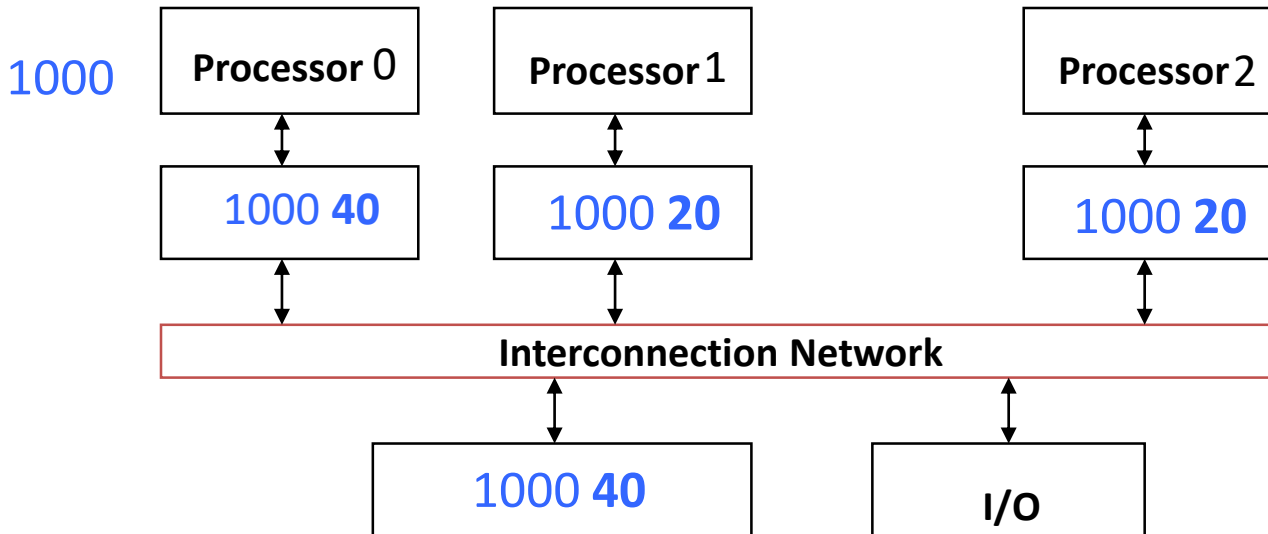 1000
Processor 0
Processor 1
Processor 2
1000 40
1000 20
1000 20
Interconnection Network
1000 40
I/O